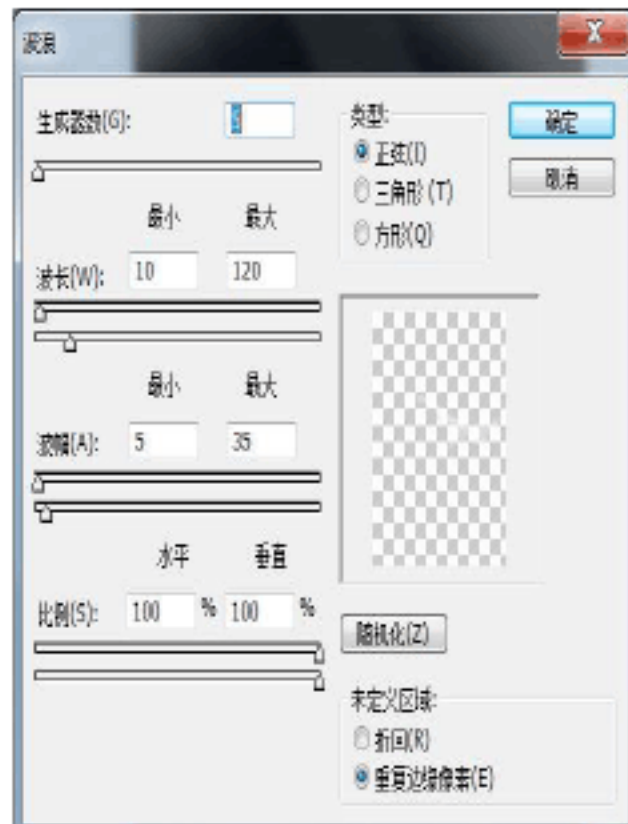 波浪
X
生成器数(G):
类型:
正弦(I)
三角形 (T)
方形(Q)
确定
取消
最小 最大
波长(W): 10 120
最小 最大
波幅(A): 5 35
水平 垂直
比例(S): 100 % 100 %
随机化(Z)
未定义区域:
折回(R)
重复边缘像素(E)